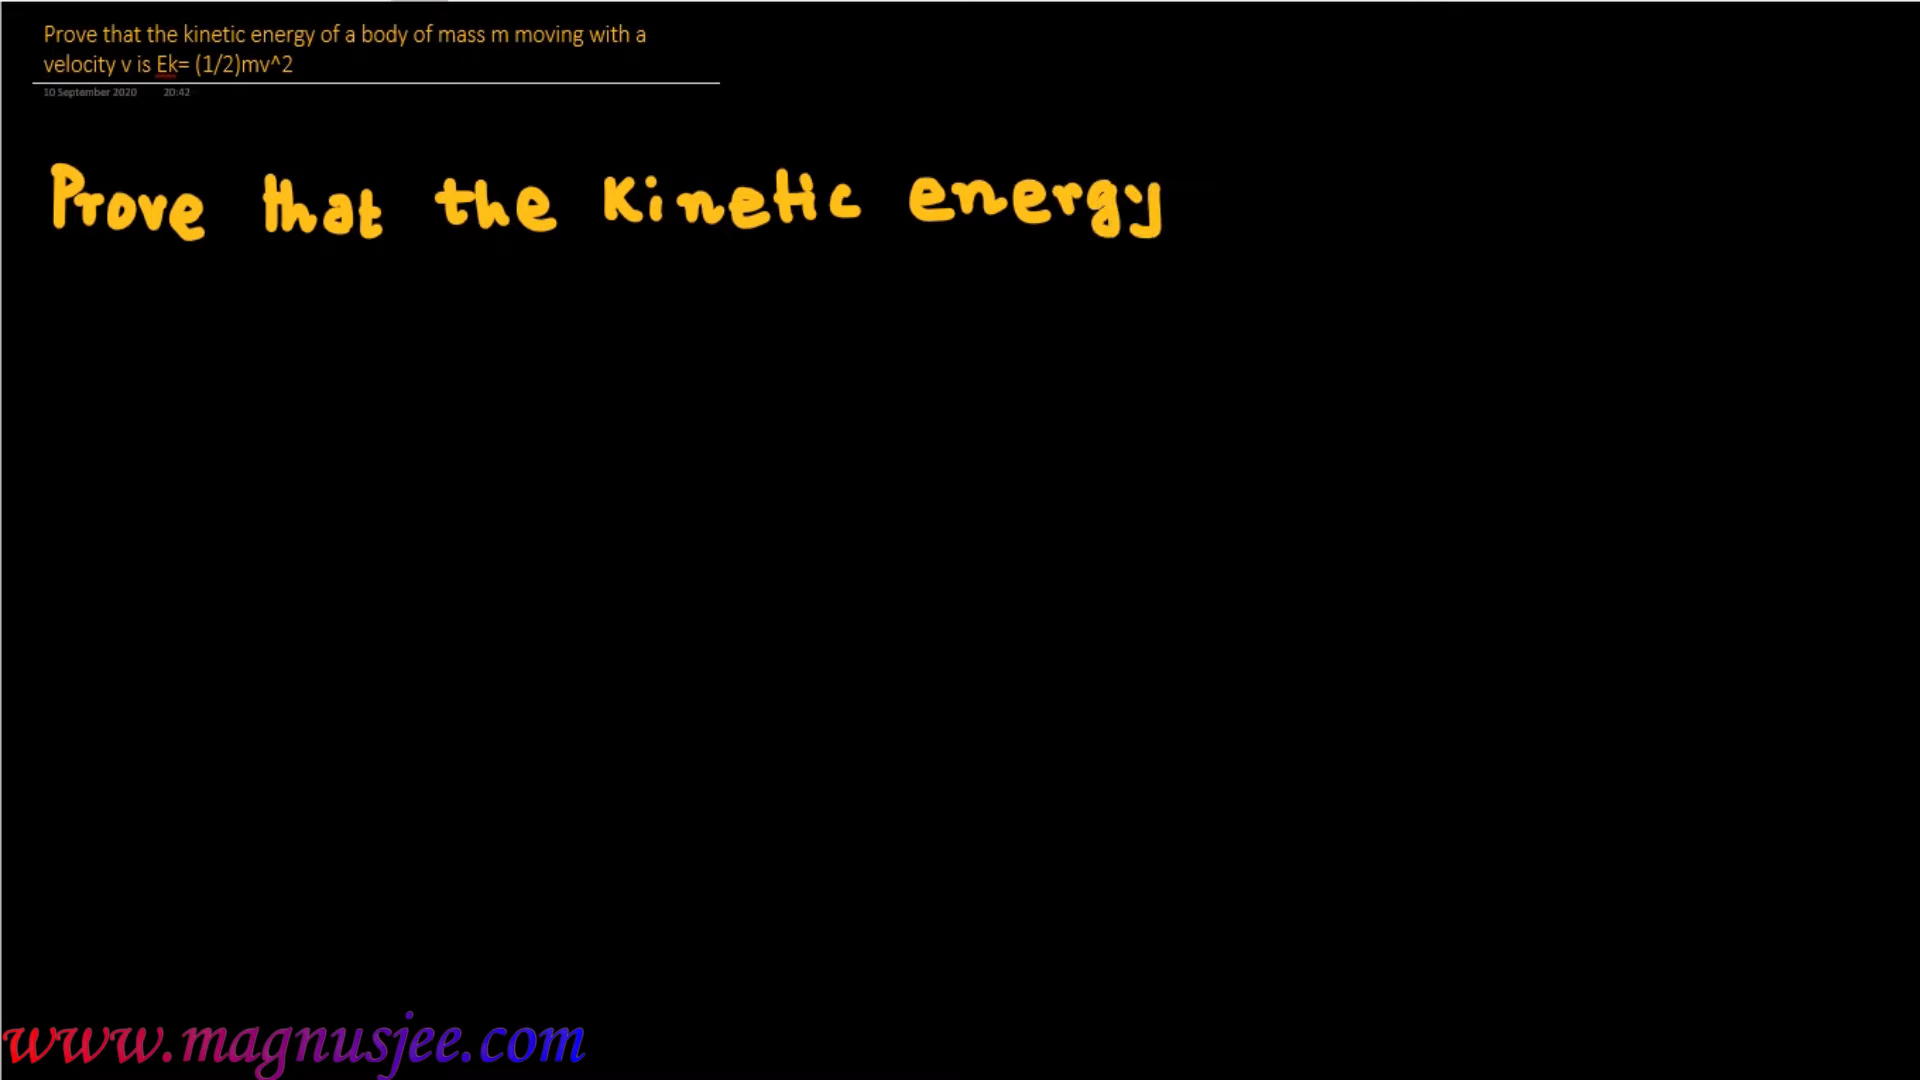 Prove that the kinetic energy of a body of mass m moving with a
velocity v is Ek= (1/2)mv^2
10 September 2020 20:42
Prove that the Kinetic energy
www.magnusjee.com